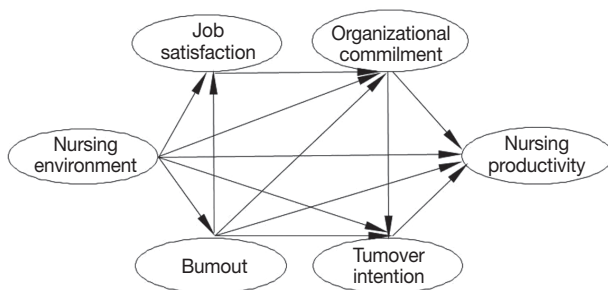 Job
satisfaction
Organizational
commilment
Nursing
environment
Nursing
productivity
Bumout
Tumover
intention